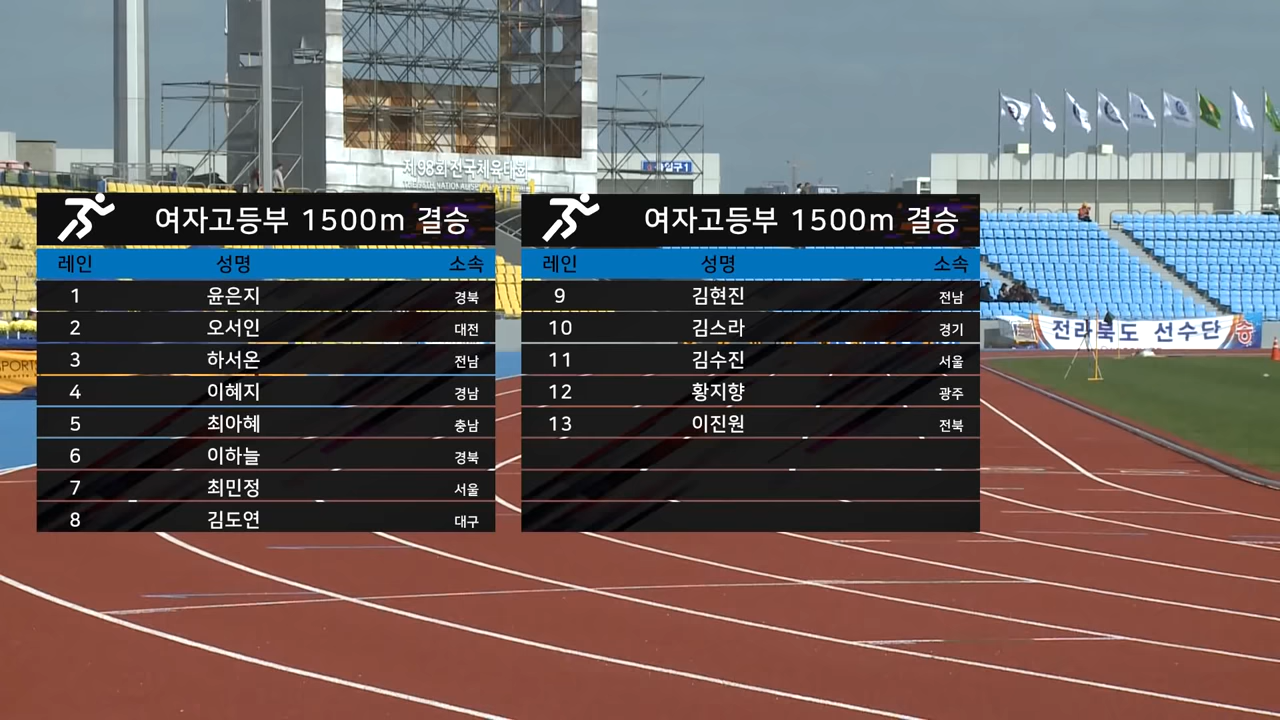 제98회 전국체육대회
여자고등부 1500m 결승
레인 성명 소속
1 윤은지 경북
2 오서인 대전
3 하서온 전남
4 이혜지 경남
5 최아혜 충남
6 이하늘 경북
7 최민정 서울
8 김도연 대구
여자고등부 1500m 결승
레인 성명 소속
9 김현진 전남
10 김스라 경기
11 김수진 서울
12 황지향 광주
13 이진원 전북
전라북도 선수단
SPORT